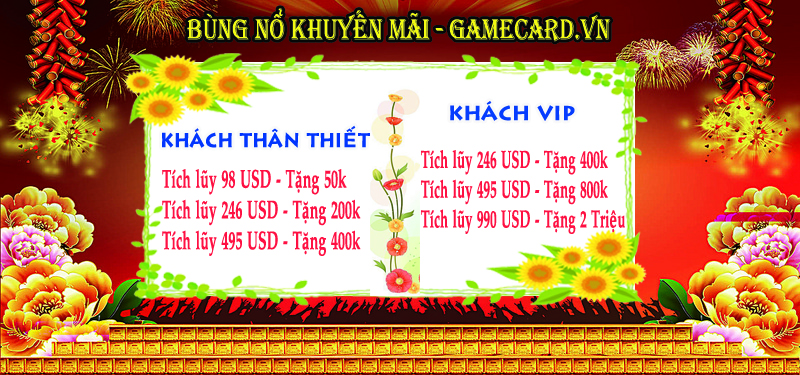 BÙNG NỔ KHUYẾN MÃI - GAMECARD.VN
KHÁCH THÂN THIẾT
Tích lũy 98 USD - Tặng 50k
Tích lũy 246 USD - Tặng 200k
Tích lũy 495 USD - Tặng 400k
KHÁCH VIP
Tích lũy 246 USD - Tặng 400k
Tích lũy 495 USD - Tặng 800k
Tích lũy 990 USD - Tặng 2 Triệu